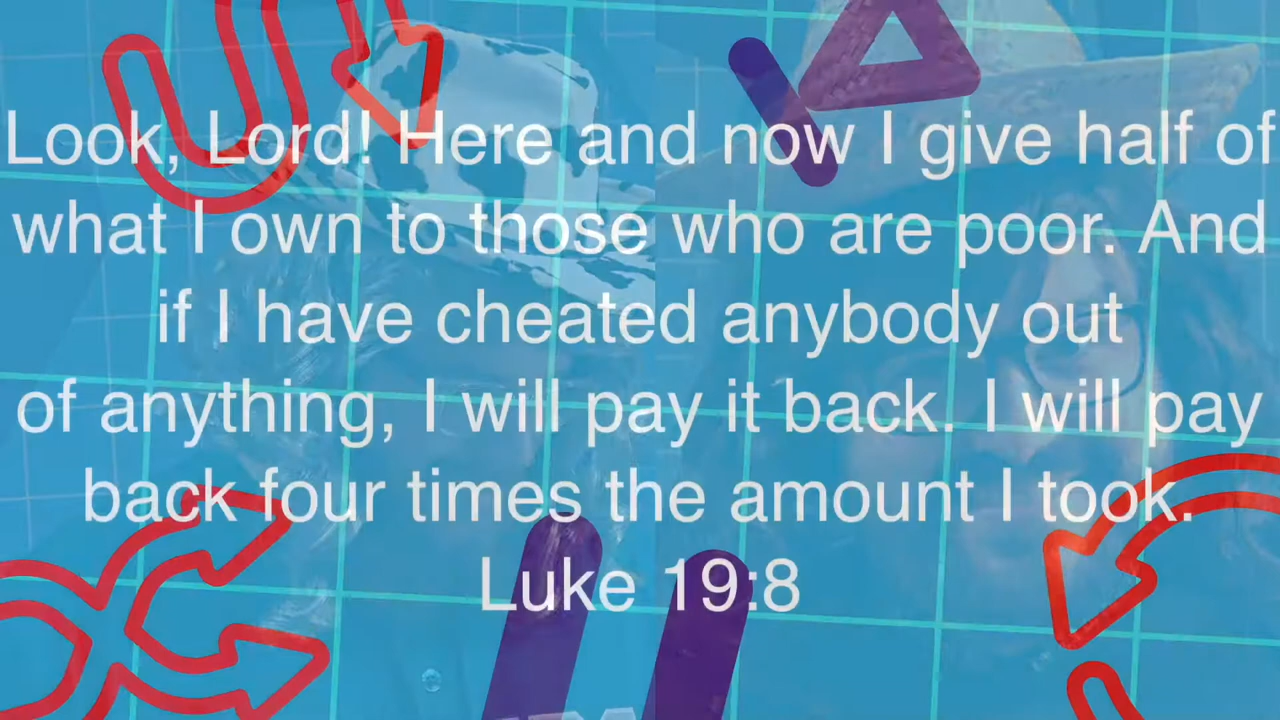 Look, Lord! Here and now I give half of
what I own to those who are poor. And
if I have cheated anybody out
of anything, I will pay it back. I will pay
back four times the amount I took.
Luke 19:8